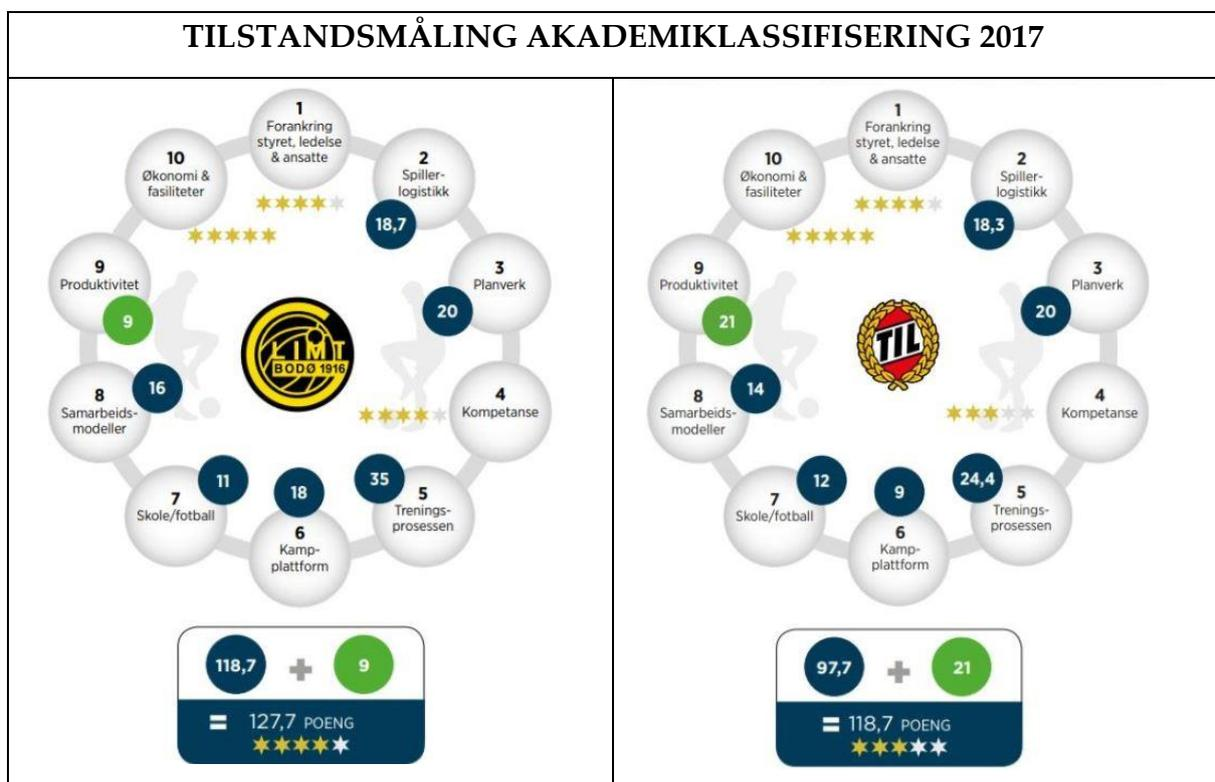 TILSTANDSMÅLING AKADEMIKLASSIFISERING 2017
1
Forankring
styret, ledelse
& ansatte
2
Spiller-
logistikk
18,7
3
Planverk
20
4
Kompetanse
5
Trenings-
prosessen
35
6
Kamp-
plattform
18
7
Skole/fotball
11
8
Samarbeids-
modeller
16
9
Produktivitet
9
10
Økonomi &
fasiliteter
GLIMT
BODØ 1916
118,7 + 9
= 127,7 POENG
1
Forankring
styret, ledelse
& ansatte
2
Spiller-
logistikk
18,3
3
Planverk
20
4
Kompetanse
5
Trenings-
prosessen
24,4
6
Kamp-
plattform
9
7
Skole/fotball
12
8
Samarbeids-
modeller
14
9
Produktivitet
21
10
Økonomi &
fasiliteter
TIL
97,7 + 21
= 118,7 POENG